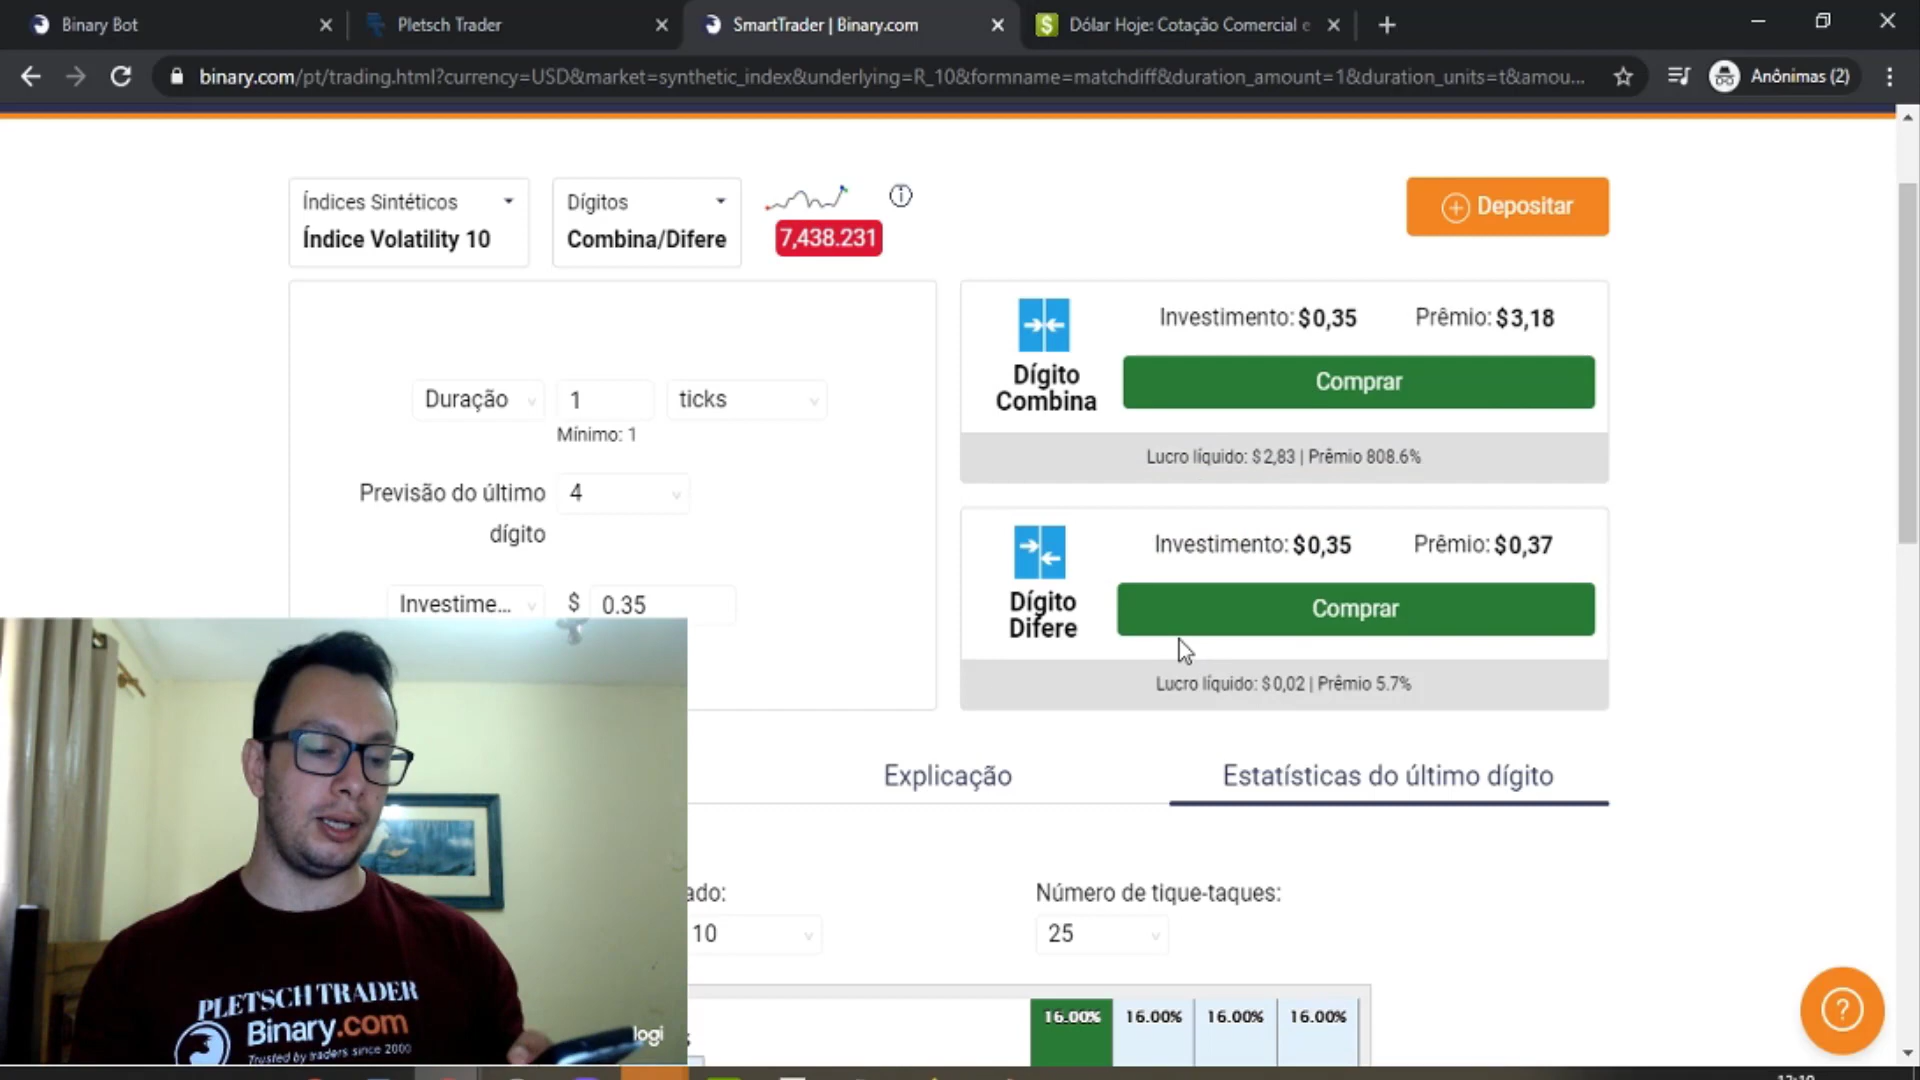 Binary Bot
Pletsch Trader
SmartTrader | Binary.com
Dólar Hoje: Cotação Comercial e
binary.com/pt/trading.html?currency=USD&market=synthetic_index&underlying=R_10&formname=matchdiff&duration_amount=1&duration_units=t&amou...
Anônimas (2)
Índices Sintéticos
Índice Volatility 10
Dígitos
Combina/Difere
7,438.231
Depositar
Duração
1
ticks
Mínimo: 1
Previsão do último
dígito
4
Investime...
$
0.35
Dígito
Combina
Investimento: $0,35
Prêmio: $3,18
Comprar
Lucro líquido: $2,83 | Prêmio 808.6%
Dígito
Difere
Investimento: $0,35
Prêmio: $0,37
Comprar
Lucro líquido: $0,02 | Prêmio 5.7%
Explicação
Estatísticas do último dígito
ado:
10
Número de tique-taques:
25
16.00%
16.00%
16.00%
16.00%
PLETSCH TRADER
Binary.com
Trusted by traders since 2000
logi